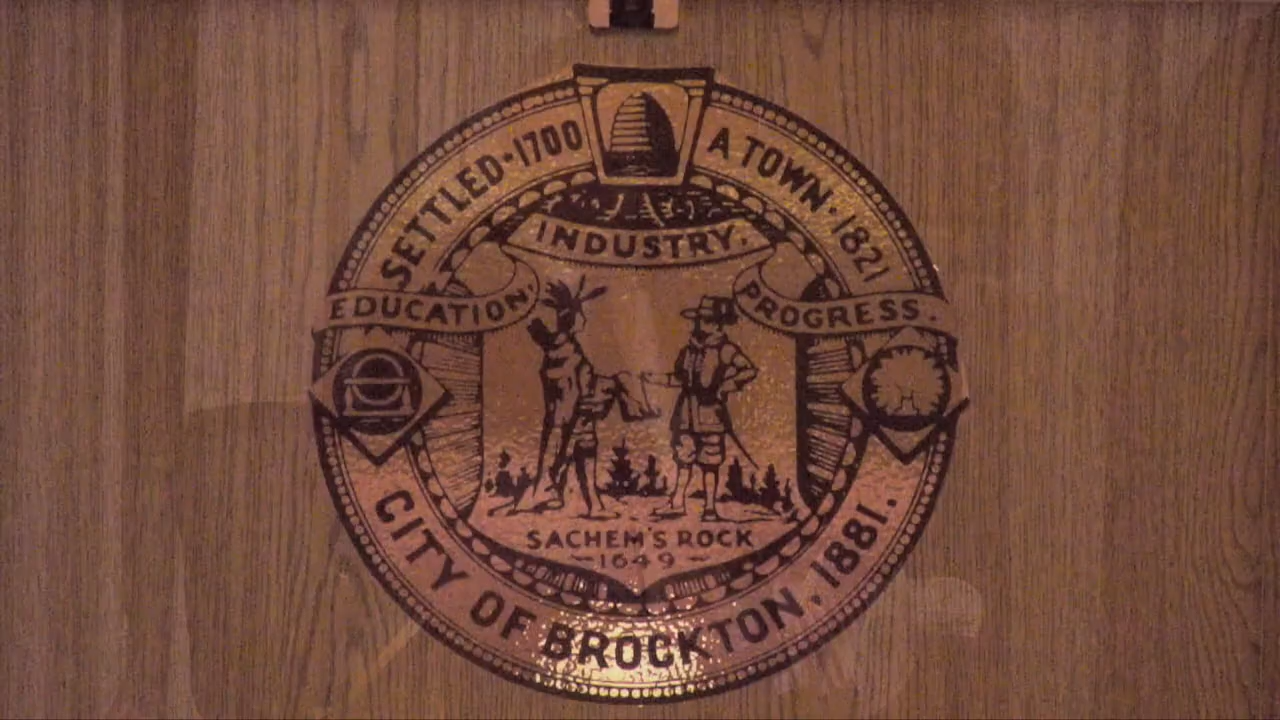 SETTLED·1700
A TOWN·1821
INDUSTRY.
EDUCATION.
PROGRESS.
SACHEM'S ROCK
—1649—
CITY OF BROCKTON. 1881.